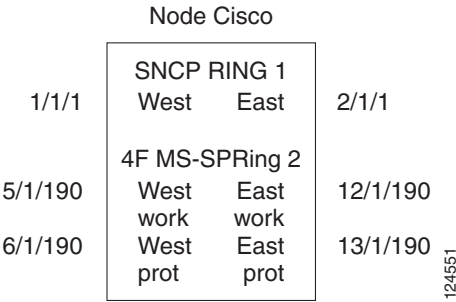 Node Cisco
SNCP RING 1
1/1/1 West East 2/1/1
4F MS-SPRing 2
5/1/190 West East 12/1/190
work work
6/1/190 West East 13/1/190
prot prot
124551